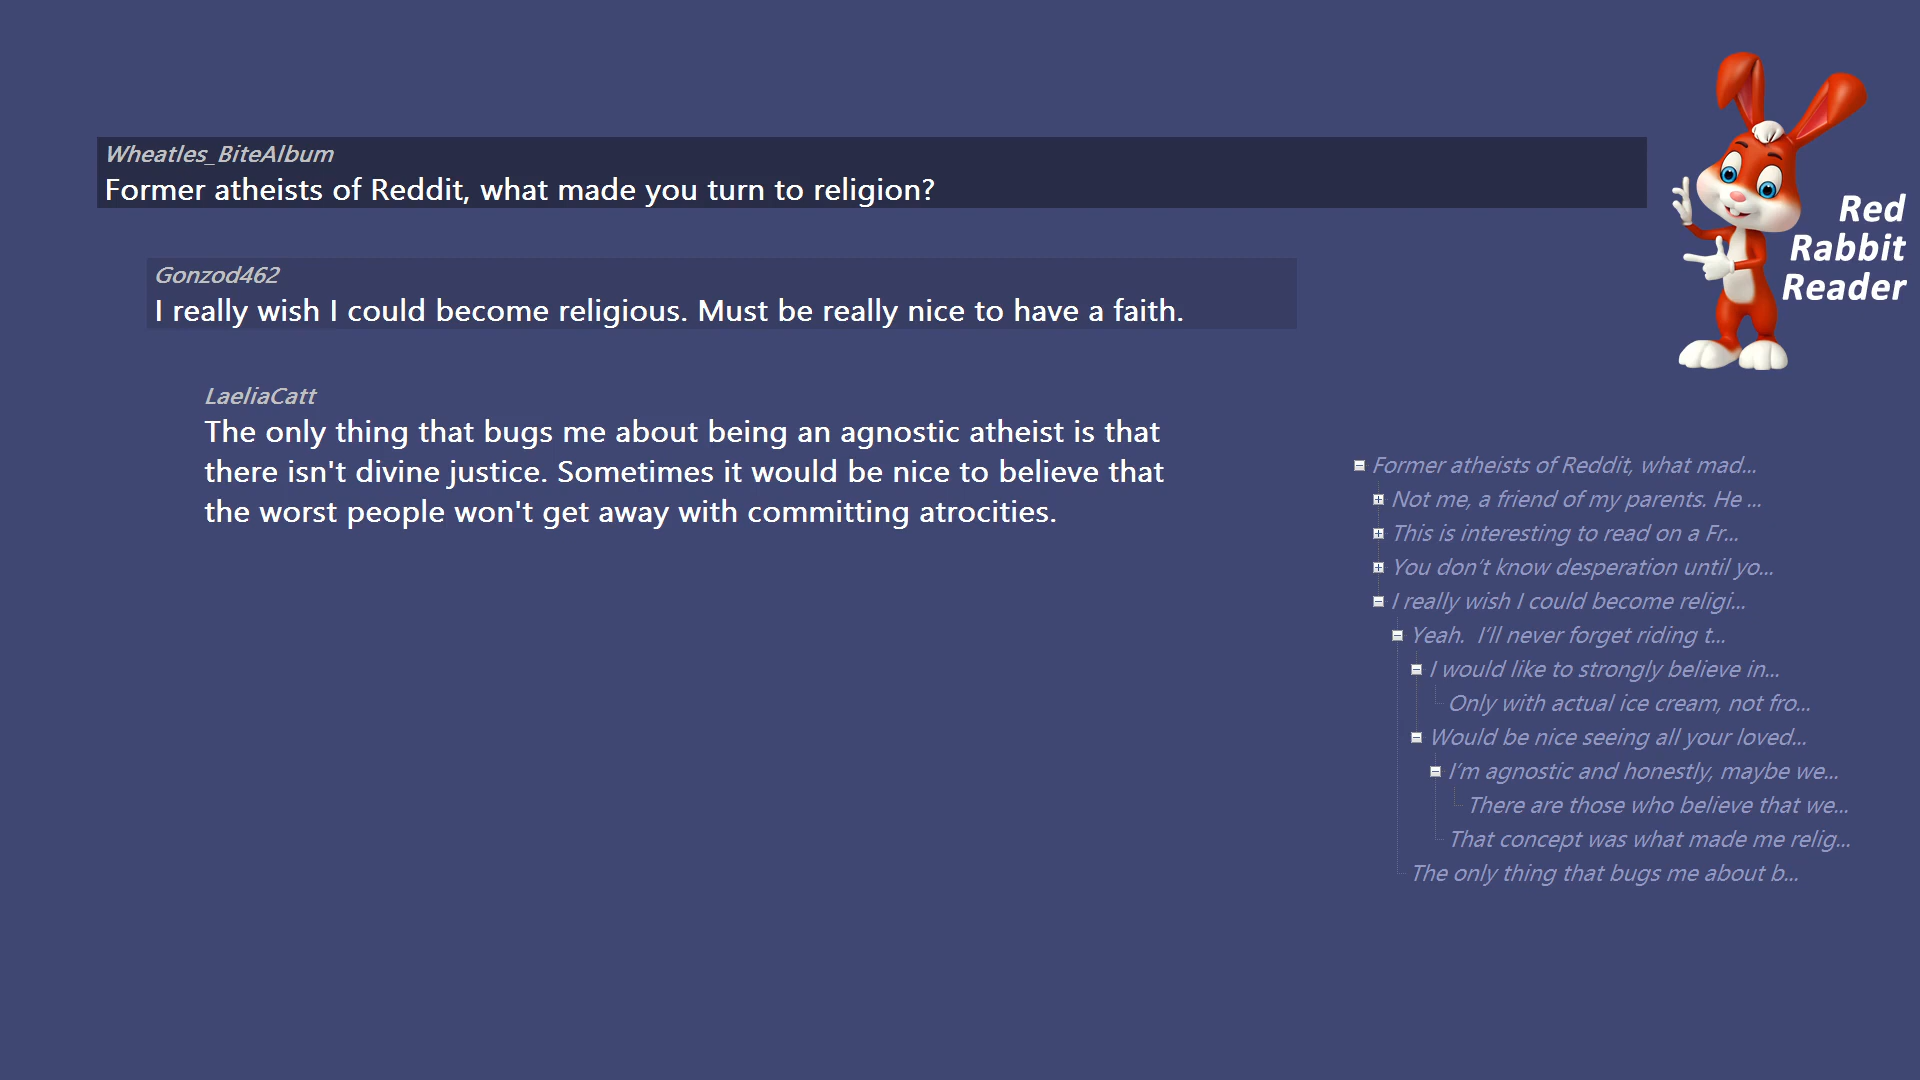 Wheatles_BiteAlbum
Former atheists of Reddit, what made you turn to religion?
Gonzod462
I really wish I could become religious. Must be really nice to have a faith.
LaeliaCatt
The only thing that bugs me about being an agnostic atheist is that
there isn't divine justice. Sometimes it would be nice to believe that
the worst people won't get away with committing atrocities.
Red
Rabbit
Reader
Former atheists of Reddit, what mad...
Not me, a friend of my parents. He ...
This is interesting to read on a Fr...
You don’t know desperation until yo...
I really wish I could become religi...
Yeah.  I’ll never forget riding t...
I would like to strongly believe in...
Only with actual ice cream, not fro...
Would be nice seeing all your loved...
I’m agnostic and honestly, maybe we...
There are those who believe that we...
That concept was what made me relig...
The only thing that bugs me about b...